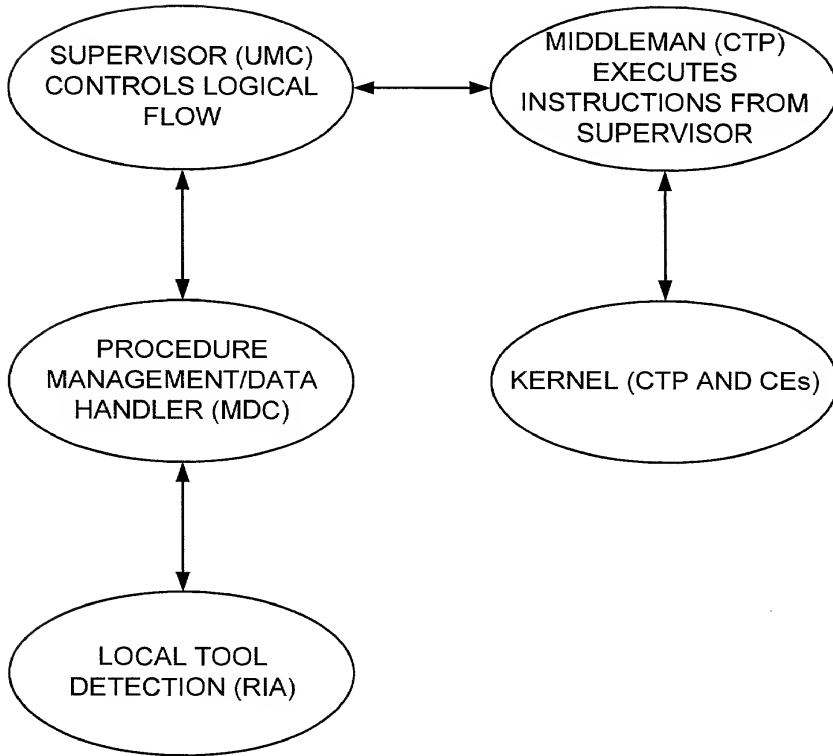 SUPERVISOR (UMC)
CONTROLS LOGICAL
FLOW
MIDDLEMAN (CTP)
EXECUTES
INSTRUCTIONS FROM
SUPERVISOR
PROCEDURE
MANAGEMENT/DATA
HANDLER (MDC)
KERNEL (CTP AND CEs)
LOCAL TOOL
DETECTION (RIA)